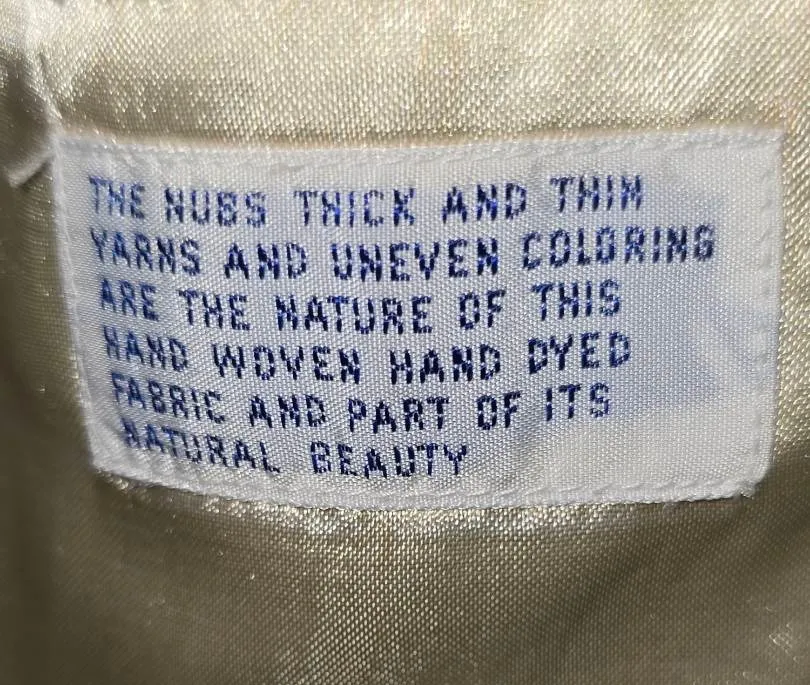 THE NUBS THICK AND THIN
YARNS AND UNEVEN COLORING
ARE THE NATURE OF THIS
HAND WOVEN HAND DYED
FABRIC AND PART OF ITS
NATURAL BEAUTY